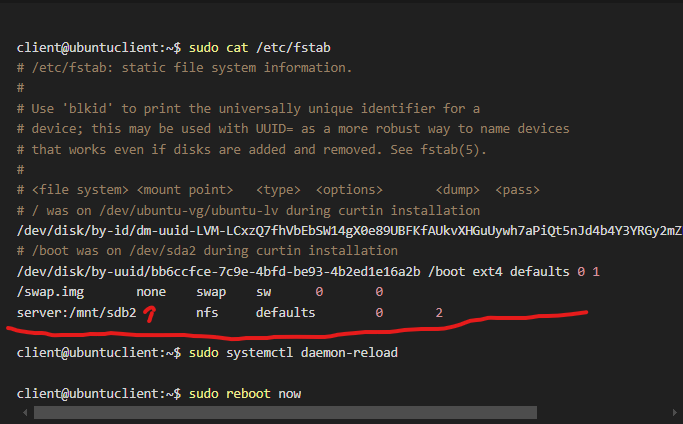 client@ubuntuclient:~$ sudo cat /etc/fstab
# /etc/fstab: static file system information.
#
# Use 'blkid' to print the universally unique identifier for a
# device; this may be used with UUID= as a more robust way to name devices
# that works even if disks are added and removed. See fstab(5).
#
# <file system> <mount point>   <type>  <options>       <dump>  <pass>
# / was on /dev/ubuntu-vg/ubuntu-lv during curtin installation
/dev/disk/by-id/dm-uuid-LVM-LCxzQ7fhVbEbSW14gX0e89UBFKfAUkvXHGuUywh7aPiQt5nJd4b4Y3YRGy2mZ
# /boot was on /dev/sda2 during curtin installation
/dev/disk/by-uuid/bb6ccfce-7c9e-4bfd-be93-4b2ed1e16a2b /boot ext4 defaults 0 1
/swap.img       none    swap    sw      0       0
server:/mnt/sdb2        nfs     defaults        0       2
client@ubuntuclient:~$ sudo systemctl daemon-reload
client@ubuntuclient:~$ sudo reboot now